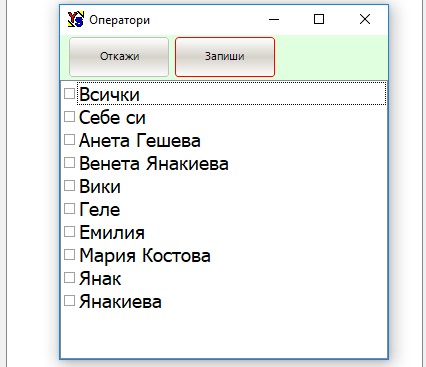 Оператори
Откажи Запиши
Всички
Себе си
Анета Гешева
Венета Янакиева
Вики
Геле
Емилия
Мария Костова
Янак
Янакиева